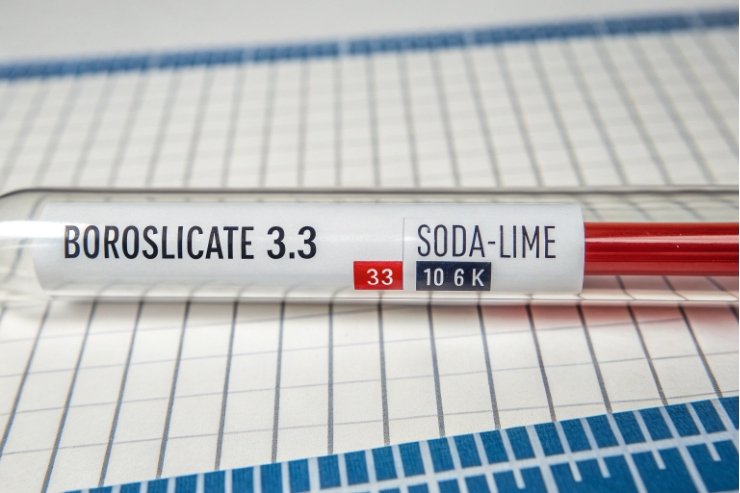 BOROSLICATE 3.3
33
SODA-LIME
10 6 K